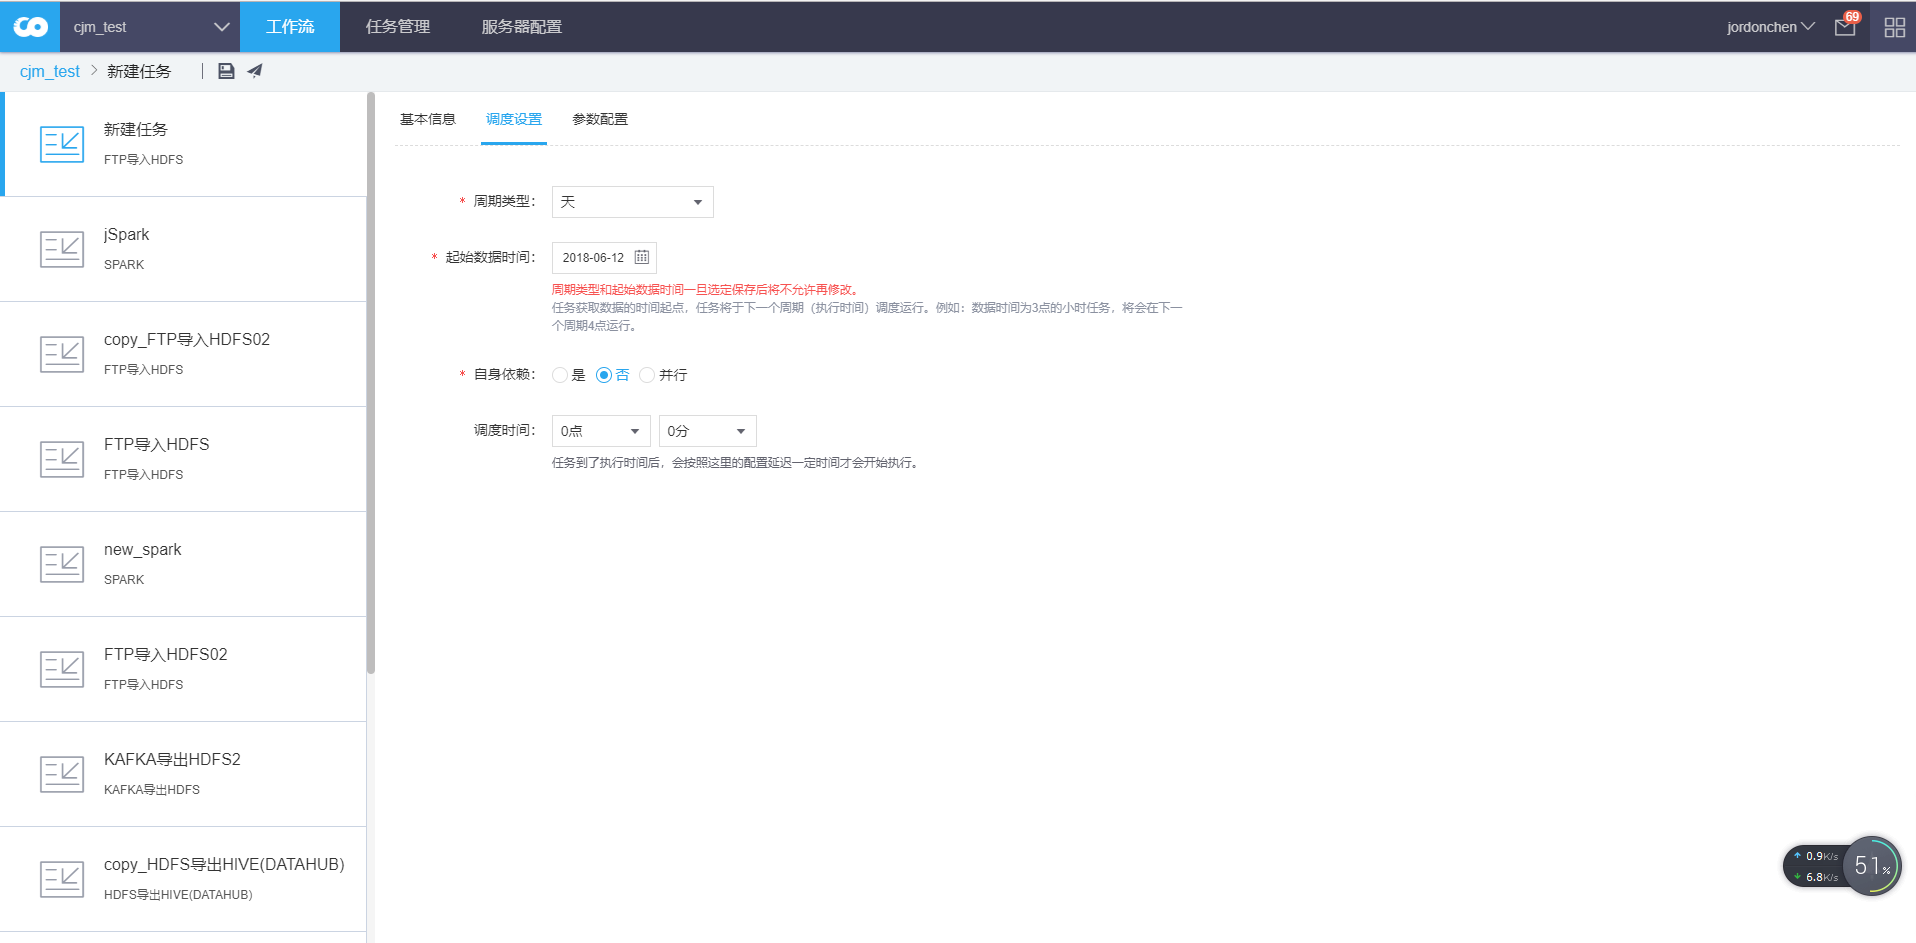 cjm_test
工作流
任务管理
服务器配置
jordonchen
69
cjm_test > 新建任务
新建任务
FTP导入HDFS
jSpark
SPARK
copy_FTP导入HDFS02
FTP导入HDFS
FTP导入HDFS
FTP导入HDFS
new_spark
SPARK
FTP导入HDFS02
FTP导入HDFS
KAFKA导出HDFS2
KAFKA导出HDFS
copy_HDFS导出HIVE(DATAHUB)
HDFS导出HIVE(DATAHUB)
基本信息
调度设置
参数配置
* 周期类型： 天
* 起始数据时间： 2018-06-12
周期类型和起始数据时间一旦选定保存后将不允许再修改。
任务获取数据的时间起点，任务将于下一个周期（执行时间）调度运行。例如：数据时间为3点的小时任务，将会在下一
个周期4点运行。
* 自身依赖： 是 否 并行
调度时间： 0点 0分
任务到了执行时间后，会按照这里的配置延迟一定时间才会开始执行。
0.9K/s
6.8K/s
51%